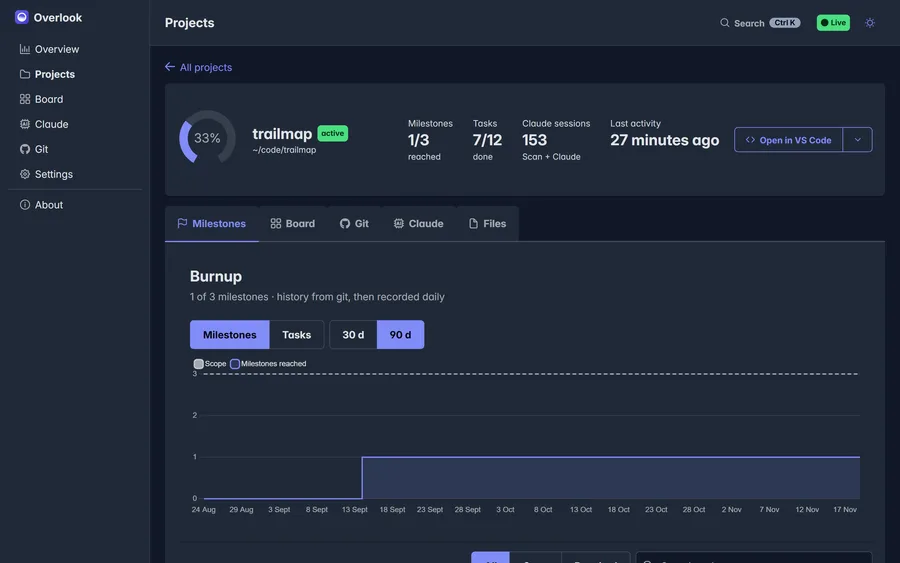 Overlook
Overview
Projects
Board
Claude
Git
Settings
About
Projects
Search Ctrl K
Live
All projects
33%
trailmap active
~/code/trailmap
Milestones
1/3
reached
Tasks
7/12
done
Claude sessions
153
Scan + Claude
Last activity
27 minutes ago
Open in VS Code
Milestones Board Git Claude Files
Burnup
1 of 3 milestones · history from git, then recorded daily
Milestones Tasks 30 d 90 d
Scope Milestones reached
3
2
1
0
24 Aug 29 Aug 3 Sept 8 Sept 13 Sept 18 Sept 23 Sept 28 Sept 3 Oct 8 Oct 13 Oct 18 Oct 23 Oct 28 Oct 2 Nov 7 Nov 12 Nov 17 Nov